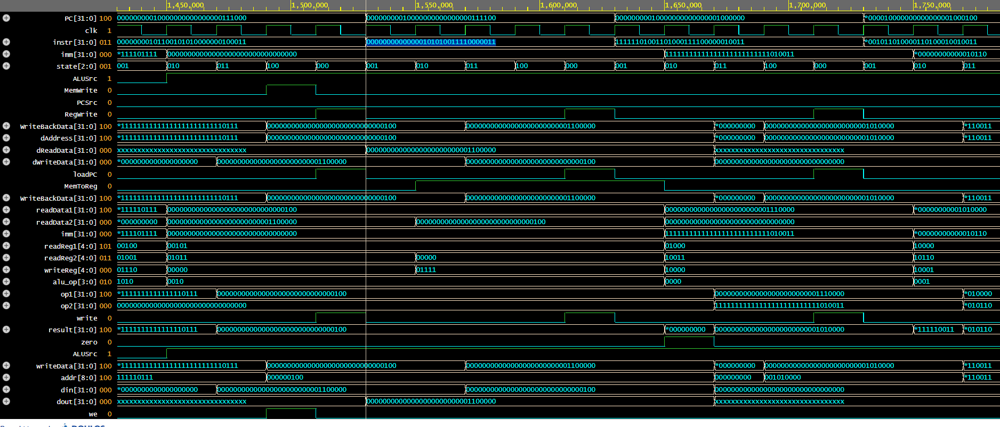 1,450,000 1,500,000 1,550,000 1,600,000 1,650,000 1,700,000 1,750,000
PC[31:0] 100 00000000010000000000000000111000 00000000010000000000000000111100 00000000010000000000000001000000 *000010000000000000001000100
clk 1
instr[31:0] 011 00000000101100101010000000100011 00000000000000101010011110000011 11111101001101000111100000010011 *001011010000110100010010011
imm[31:0] 000 *111101111 00000000000000000000000000000000 11111111111111111111111111010011 *00000000000010110
state[2:0] 001 001 010 011 100 000 001 010 011 100 000 001 010 011 100 000 001 010 011
ALUSrc 1
MemWrite 0
PCSrc 0
RegWrite 0
WriteBackData[31:0] 100 *11111111111111111111111110111 00000000000000000000000000000100 00000000000000000000000001100000 *000000000 00000000000000000000000001010000 *110011
dAddress[31:0] 100 *11111111111111111111111110111 00000000000000000000000000000100 *000000000 00000000000000000000000001010000 *110011
dReadData[31:0] 000 xxxxxxxxxxxxxxxxxxxxxxxxxxxxxxxx 00000000000000000000000001100000 xxxxxxxxxxxxxxxxxxxxxxxxxxxxxxxx
dWriteData[31:0] 000 *0000000000000000000 00000000000000000000000001100000 00000000000000000000000000000100 00000000000000000000000000000000
loadPC 0
MemToReg 0
WriteBackData[31:0] 100 *11111111111111111111111110111 00000000000000000000000000000100 00000000000000000000000001100000 *000000000 00000000000000000000000001010000 *110011
readData1[31:0] 100 *111110111 00000000000000000000000000000100 00000000000000000000000001110000 *00000000001010000
readData2[31:0] 000 *000000000 00000000000000000000000001100000 00000000000000000000000000000100 00000000000000000000000000000000
imm[31:0] 000 *111101111 00000000000000000000000000000000 11111111111111111111111111010011 *00000000000010110
readReg1[4:0] 101 00100 00101 01000 10000
readReg2[4:0] 011 01001 01011 00000 10011 10110
writeReg[4:0] 000 01110 00000 01111 10000 10001
alu_op[3:0] 010 1010 0010 0000 0001
op1[31:0] 100 *1111111111111110111 00000000000000000000000000000100 00000000000000000000000001110000 *010000
op2[31:0] 000 00000000000000000000000000000000 11111111111111111111111111010011 *010110
write 0
result[31:0] 100 *1111111111111110111 00000000000000000000000000000100 *000000000 00000000000000000000000001010000 *111110011 *010110
zero 0
ALUSrc 1
writeData[31:0] 100 *11111111111111111111111110111 00000000000000000000000000000100 00000000000000000000000001100000 *000000000 00000000000000000000000001010000 *110011
addr[8:0] 100 111110111 000000100 000000000 001010000 *110011
din[31:0] 000 *0000000000000000000 00000000000000000000000001100000 00000000000000000000000000000100 00000000000000000000000000000000
dout[31:0] 000 xxxxxxxxxxxxxxxxxxxxxxxxxxxxxxxx 00000000000000000000000001100000 xxxxxxxxxxxxxxxxxxxxxxxxxxxxxxxx
we 0